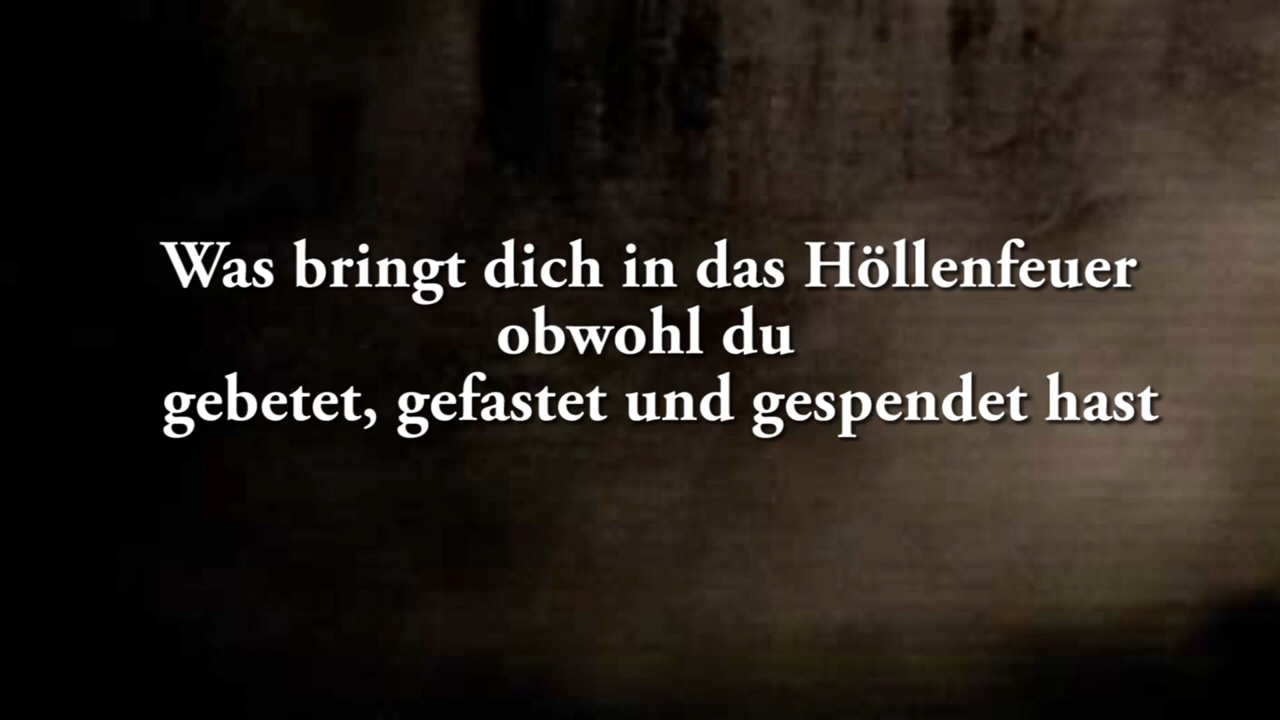 Was bringt dich in das Höllenfeuer
obwohl du
gebetet, gefastet und gespendet hast